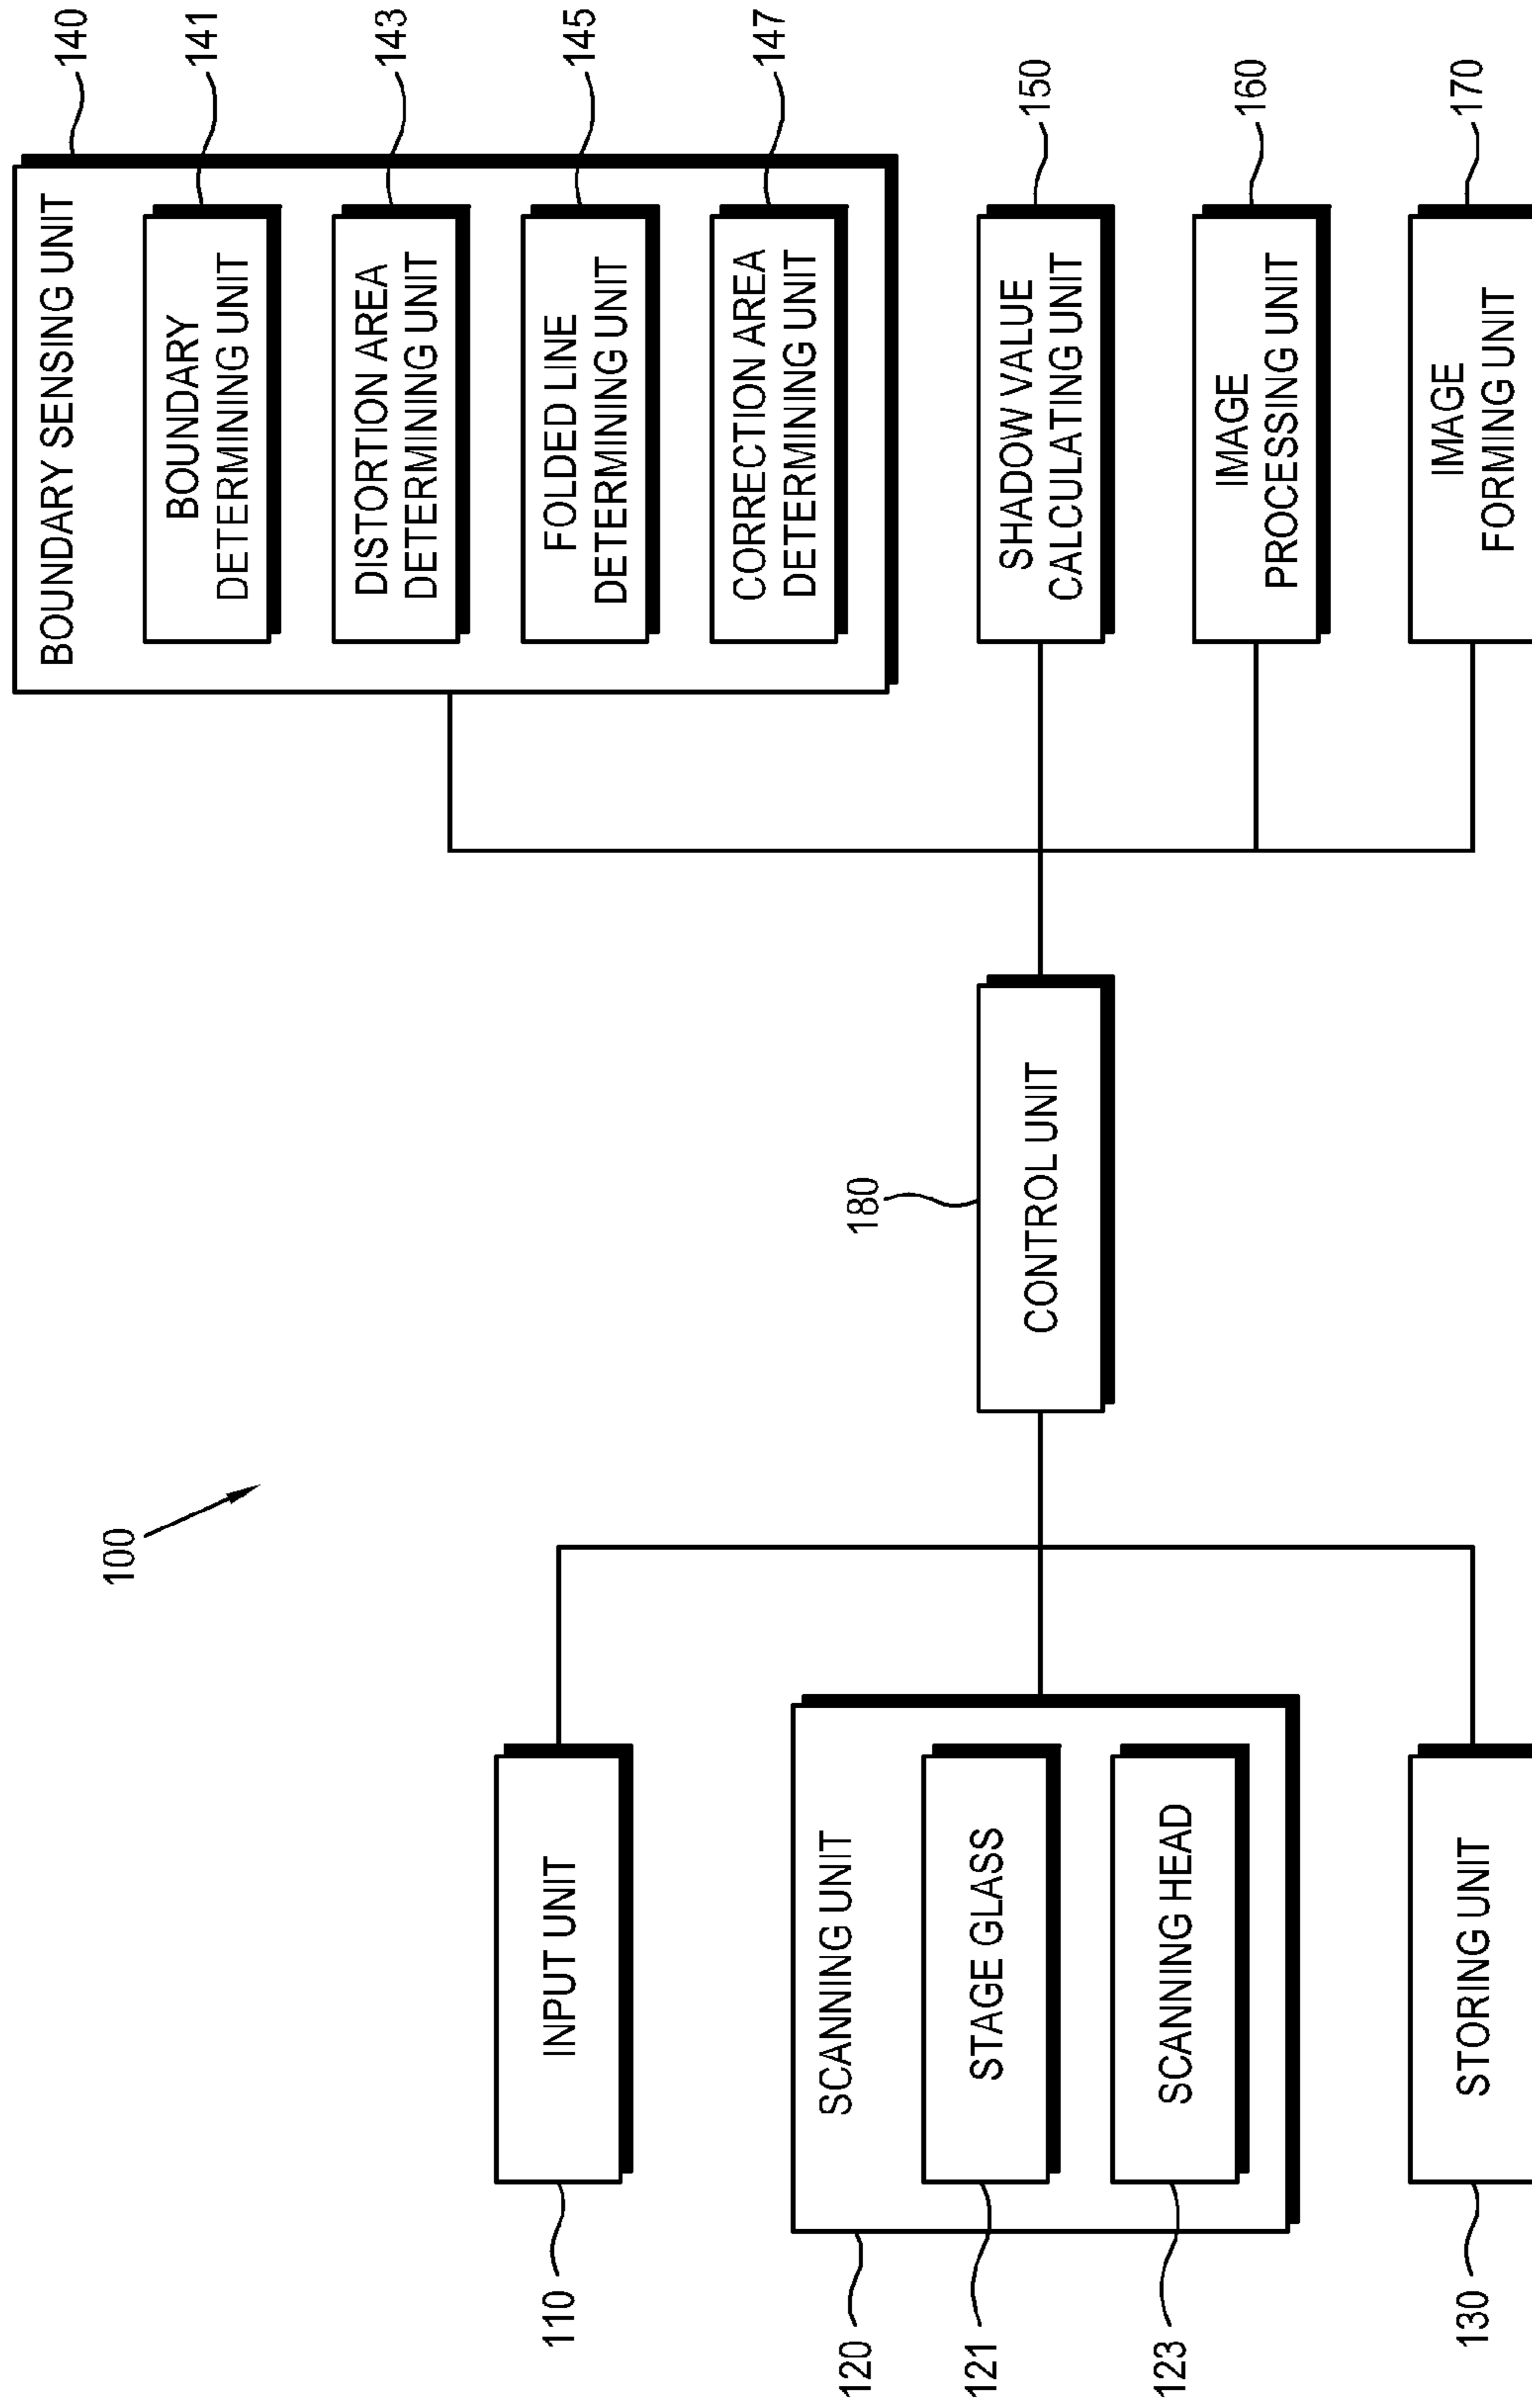 100
110
INPUT UNIT
120
SCANNING UNIT
121
STAGE GLASS
123
SCANNING HEAD
130
STORING UNIT
180
CONTROL UNIT
BOUNDARY SENSING UNIT
140
BOUNDARY
DETERMINING UNIT
141
DISTORTION AREA
DETERMINING UNIT
143
FOLDED LINE
DETERMINING UNIT
145
CORRECTION AREA
DETERMINING UNIT
147
SHADOW VALUE
CALCULATING UNIT
150
IMAGE
PROCESSING UNIT
160
IMAGE
FORMING UNIT
170